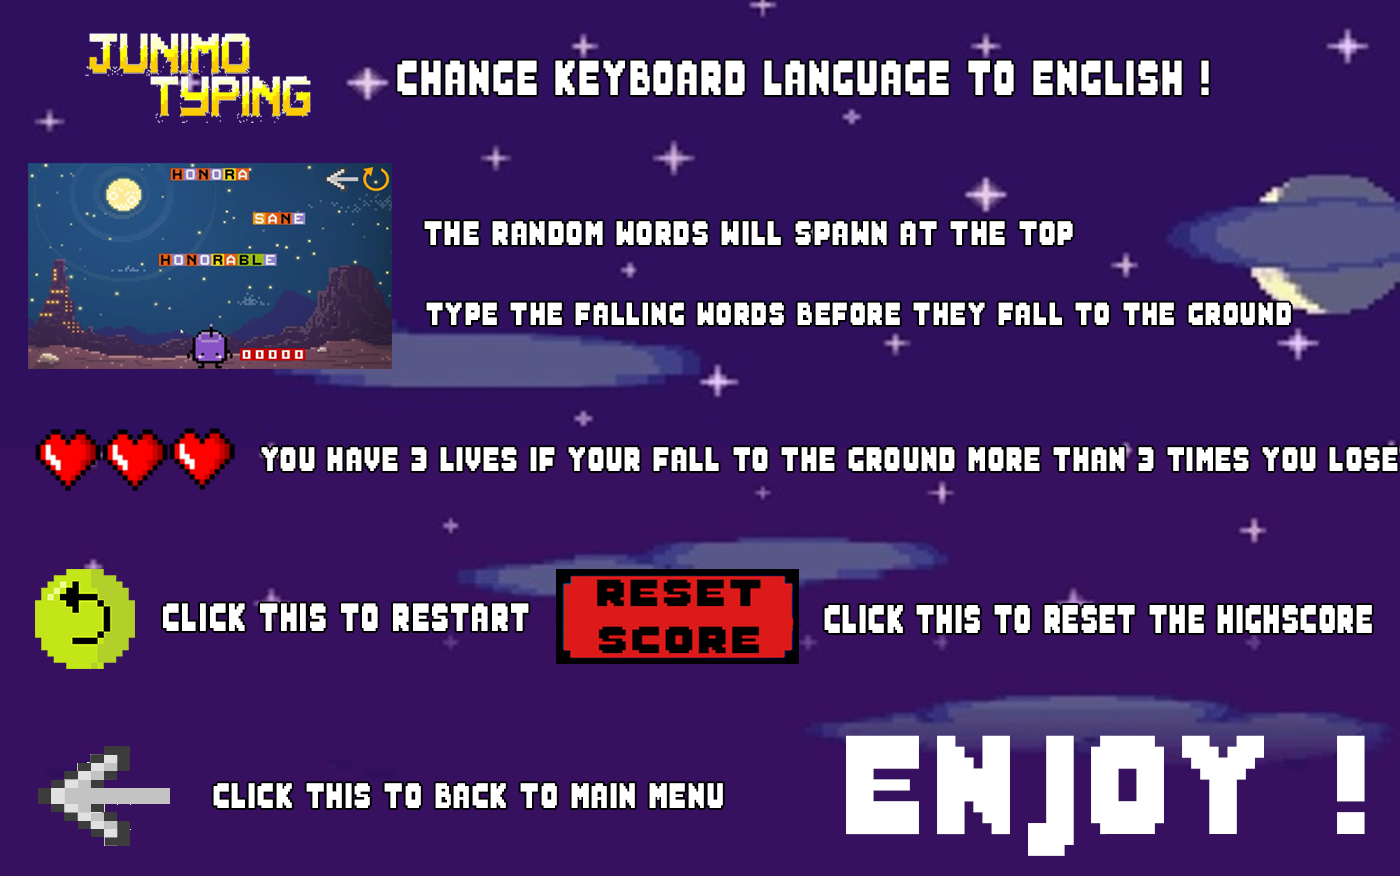 JUNIMO
TYPING
CHANGE KEYBOARD LANGUAGE TO ENGLISH !
HONORA
SANE
HONORABLE
00000
THE RANDOM WORDS WILL SPAWN AT THE TOP
TYPE THE FALLING WORDS BEFORE THEY FALL TO THE GROUND
YOU HAVE 3 LIVES IF YOUR FALL TO THE GROUND MORE THAN 3 TIMES YOU LOSE
CLICK THIS TO RESTART
RESET
SCORE
CLICK THIS TO RESET THE HIGHSCORE
CLICK THIS TO BACK TO MAIN MENU
ENJOY !